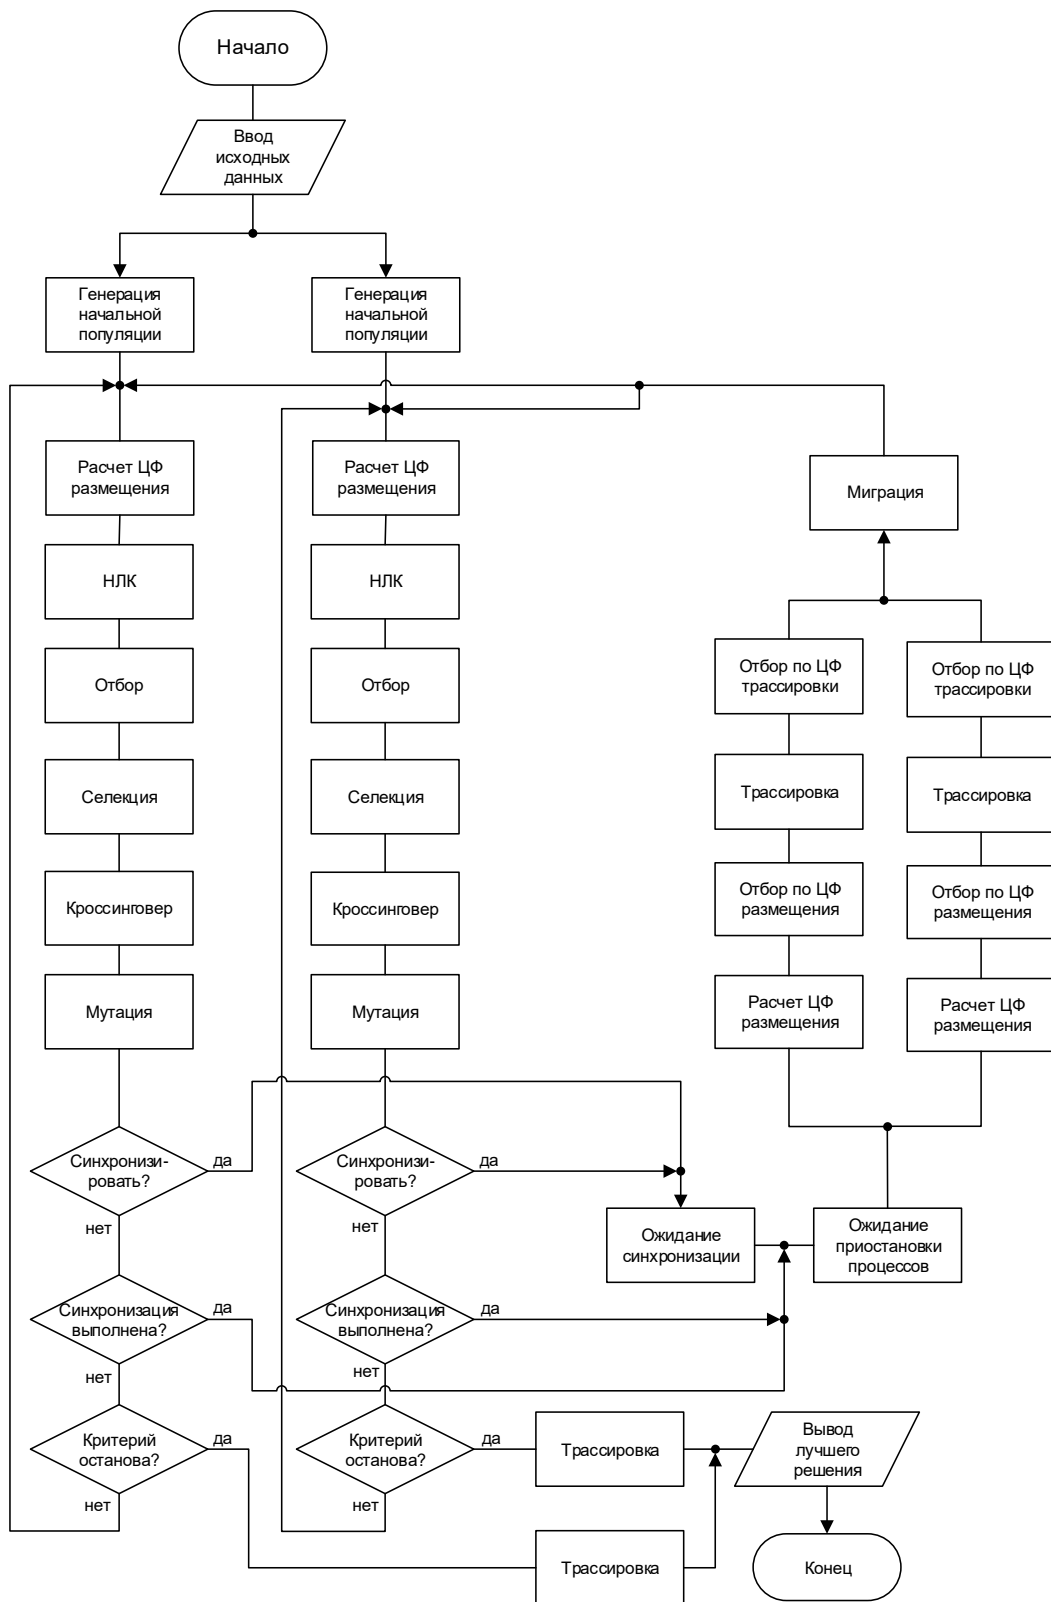 Начало
Ввод
исходных
данных
Генерация
начальной
популяции
Генерация
начальной
популяции
Расчет ЦФ
размещения
Расчет ЦФ
размещения
Миграция
НЛК
НЛК
Отбор
Отбор
Отбор по ЦФ
трассировки
Отбор по ЦФ
трассировки
Селекция
Селекция
Трассировка
Трассировка
Кроссинговер
Кроссинговер
Отбор по ЦФ
размещения
Отбор по ЦФ
размещения
Мутация
Мутация
Расчет ЦФ
размещения
Расчет ЦФ
размещения
Синхронизи-
ровать?
да
нет
Синхронизи-
ровать?
да
нет
Ожидание
синхронизации
Ожидание
приостановки
процессов
Синхронизация
выполнена?
да
нет
Синхронизация
выполнена?
да
нет
Критерий
останова?
да
нет
Критерий
останова?
да
нет
Трассировка
Вывод
лучшего
решения
Трассировка
Конец